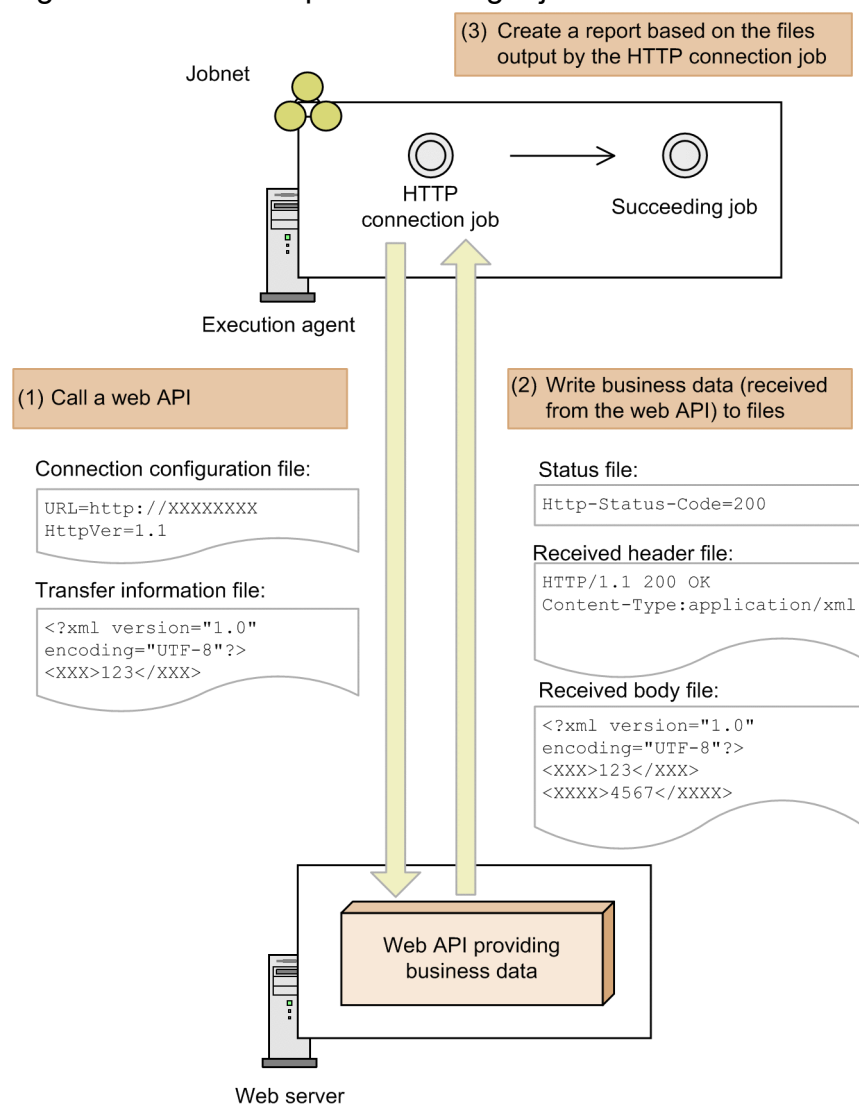 (3) Create a report based on the files
output by the HTTP connection job
Jobnet
HTTP
connection job
Succeeding job
Execution agent
(1) Call a web API
(2) Write business data (received
from the web API) to files
Connection configuration file:
URL=http://XXXXXXXX
HttpVer=1.1
Transfer information file:
<?xml version="1.0"
encoding="UTF-8"?>
<XXX>123</XXX>
Status file:
Http-Status-Code=200
Received header file:
HTTP/1.1 200 OK
Content-Type:application/xml
Received body file:
<?xml version="1.0"
encoding="UTF-8"?>
<XXX>123</XXX>
<XXXX>4567</XXXX>
Web API providing
business data
Web server